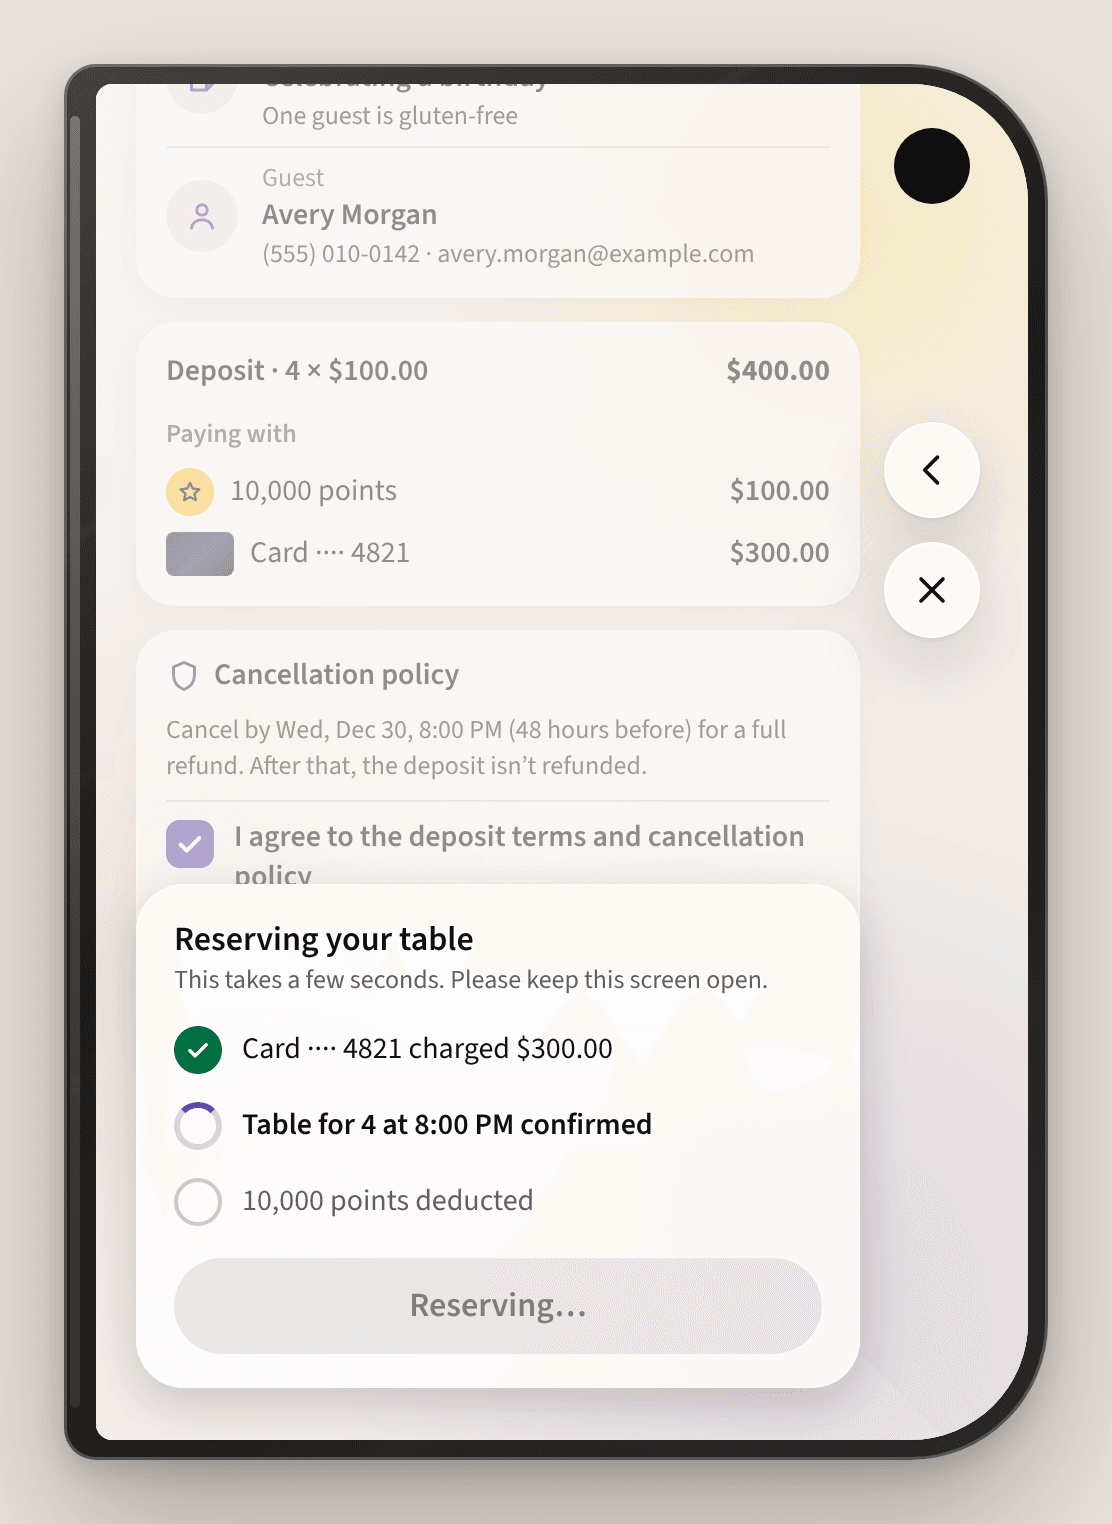 Celebrating a birthday
One guest is gluten-free
Guest
Avery Morgan
(555) 010-0142 · avery.morgan@example.com
Deposit · 4 × $100.00 $400.00
Paying with
10,000 points $100.00
Card ···· 4821 $300.00
Cancellation policy
Cancel by Wed, Dec 30, 8:00 PM (48 hours before) for a full
refund. After that, the deposit isn’t refunded.
I agree to the deposit terms and cancellation
policy
Reserving your table
This takes a few seconds. Please keep this screen open.
Card ···· 4821 charged $300.00
Table for 4 at 8:00 PM confirmed
10,000 points deducted
Reserving…